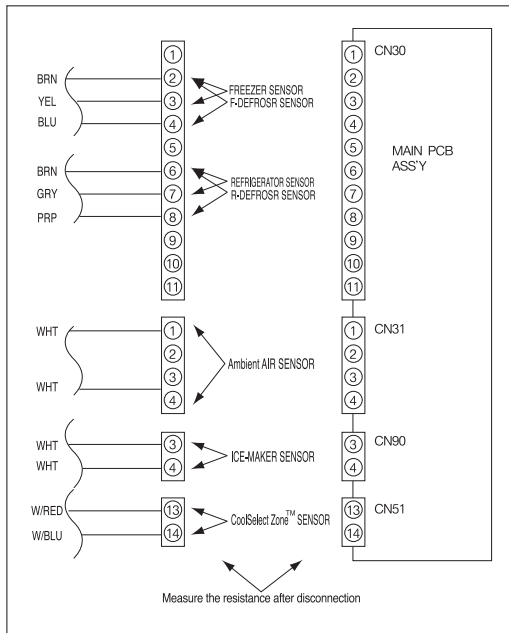 ① ① CN30
BRN ② ②
FREEZER SENSOR
YEL ③ ③
F-DEFROSR SENSOR
BLU ④ ④
⑤ ⑤
MAIN PCB
ASS'Y
BRN ⑥ ⑥
REFRIGERATOR SENSOR
GRY ⑦ ⑦
R-DEFROSR SENSOR
PRP ⑧ ⑧
⑨ ⑨
⑩ ⑩
⑪ ⑪
WHT ① ① CN31
② ②
Ambient AIR SENSOR
③ ③
WHT ④ ④
WHT ③ ③ CN90
ICE-MAKER SENSOR
WHT ④ ④
W/RED ⑬ ⑬ CN51
CoolSelect Zone™ SENSOR
W/BLU ⑭ ⑭
Measure the resistance after disconnection